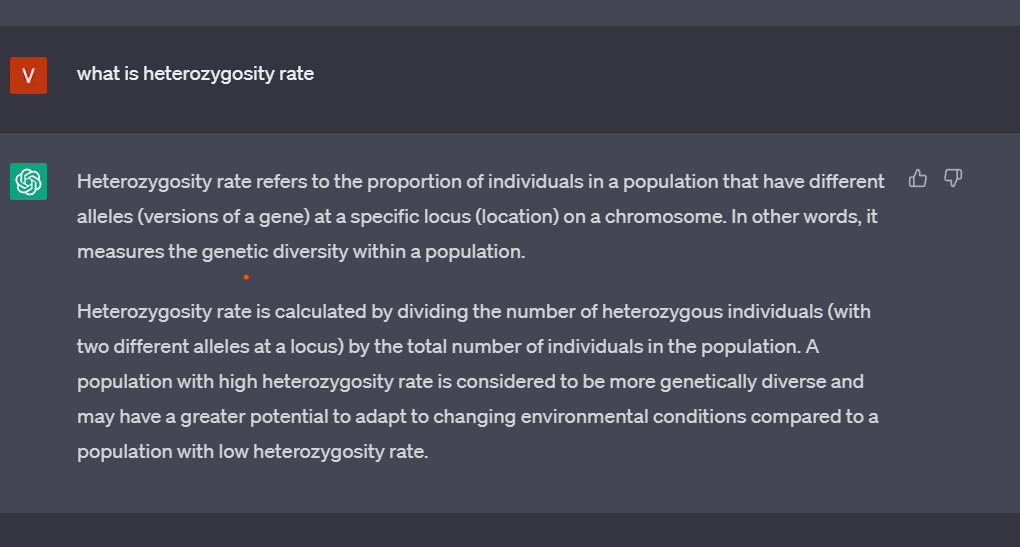 V
what is heterozygosity rate
Heterozygosity rate refers to the proportion of individuals in a population that have different
alleles (versions of a gene) at a specific locus (location) on a chromosome. In other words, it
measures the genetic diversity within a population.
Heterozygosity rate is calculated by dividing the number of heterozygous individuals (with
two different alleles at a locus) by the total number of individuals in the population. A
population with high heterozygosity rate is considered to be more genetically diverse and
may have a greater potential to adapt to changing environmental conditions compared to a
population with low heterozygosity rate.